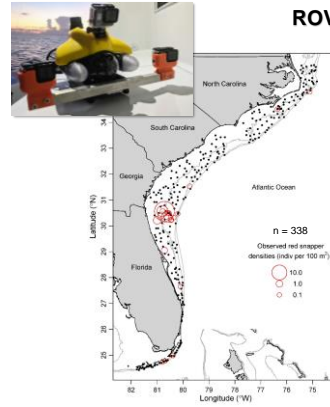 ROV
North Carolina
South Carolina
Georgia
Florida
Atlantic Ocean
n = 338
Observed red snapper
densities (indiv per 100 m²)
10.0
1.0
0.1
Latitude (°N)
34
33
32
31
30
29
28
27
26
25
82 81 80 79 78 77 76 75
Longitude (°W)